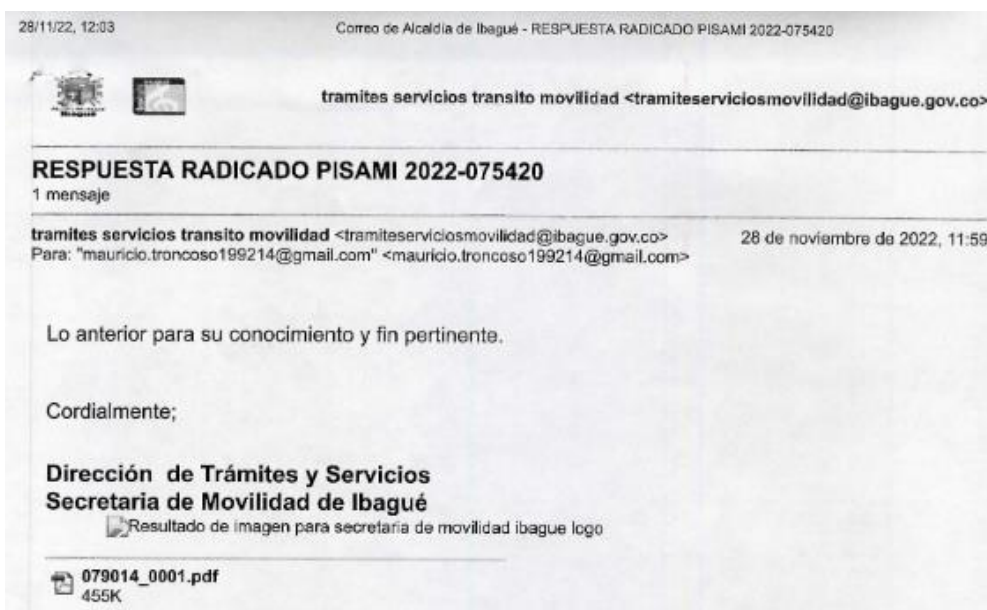 28/11/22, 12:03 Correo de Alcaldía de Ibagué - RESPUESTA RADICADO PISAMI 2022-075420
Ibagué
tramites servicios transito movilidad <tramiteserviciosmovilidad@ibague.gov.co>
RESPUESTA RADICADO PISAMI 2022-075420
1 mensaje
tramites servicios transito movilidad <tramiteserviciosmovilidad@ibague.gov.co> 28 de noviembre de 2022, 11:59
Para: "mauricio.troncoso199214@gmail.com" <mauricio.troncoso199214@gmail.com>
Lo anterior para su conocimiento y fin pertinente.
Cordialmente;
Dirección de Trámites y Servicios
Secretaria de Movilidad de Ibagué
Resultado de imagen para secretaria de movilidad ibague logo
079014_0001.pdf
455K